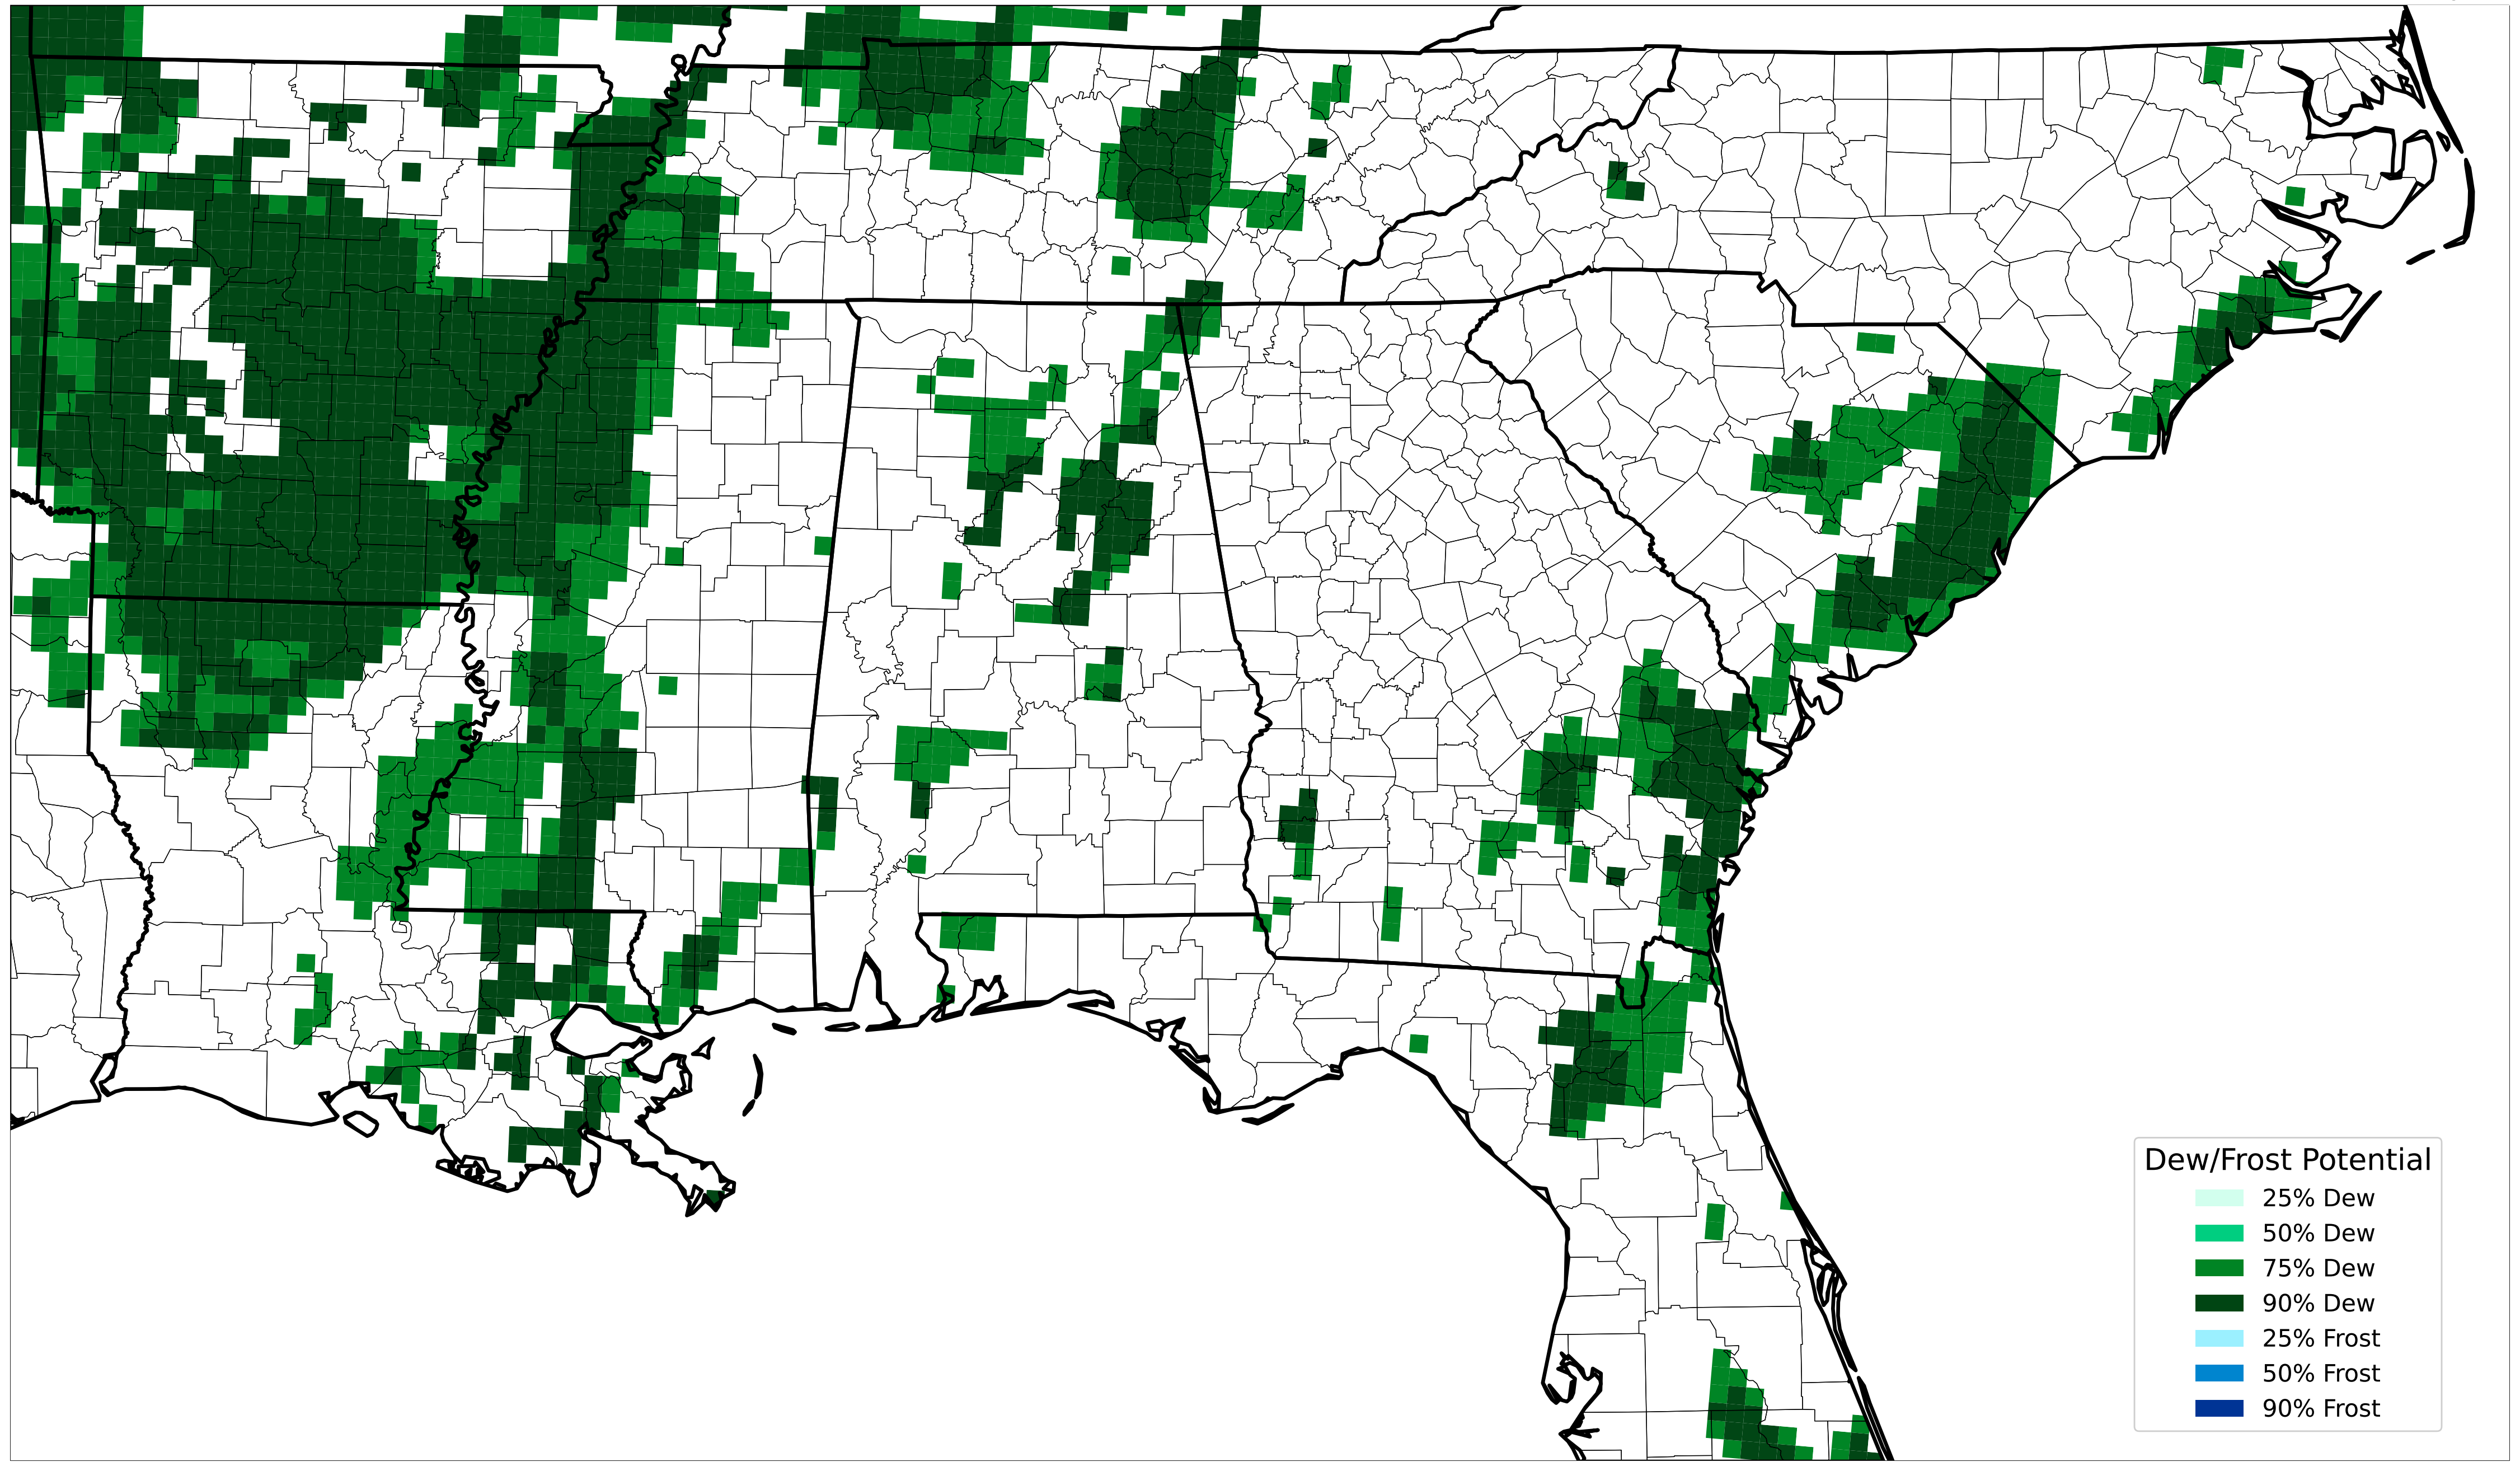 Dew/Frost Potential
25% Dew
50% Dew
75% Dew
90% Dew
25% Frost
50% Frost
90% Frost